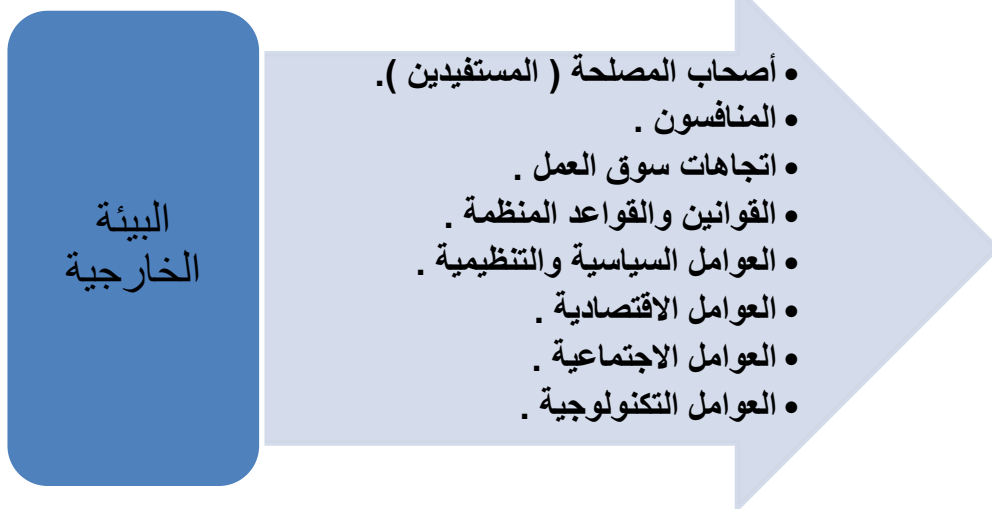 البيئة
الخارجية
• أصحاب المصلحة ( المستفيدين ).
• المنافسون .
• اتجاهات سوق العمل .
• القوانين والقواعد المنظمة .
• العوامل السياسية والتنظيمية .
• العوامل الاقتصادية .
• العوامل الاجتماعية .
• العوامل التكنولوجية .